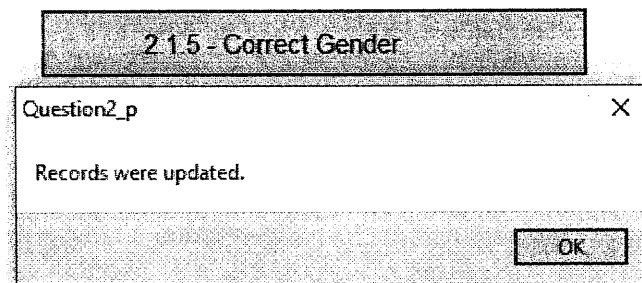 2.1.5 - Correct Gender
Question2_p
Records were updated.
OK